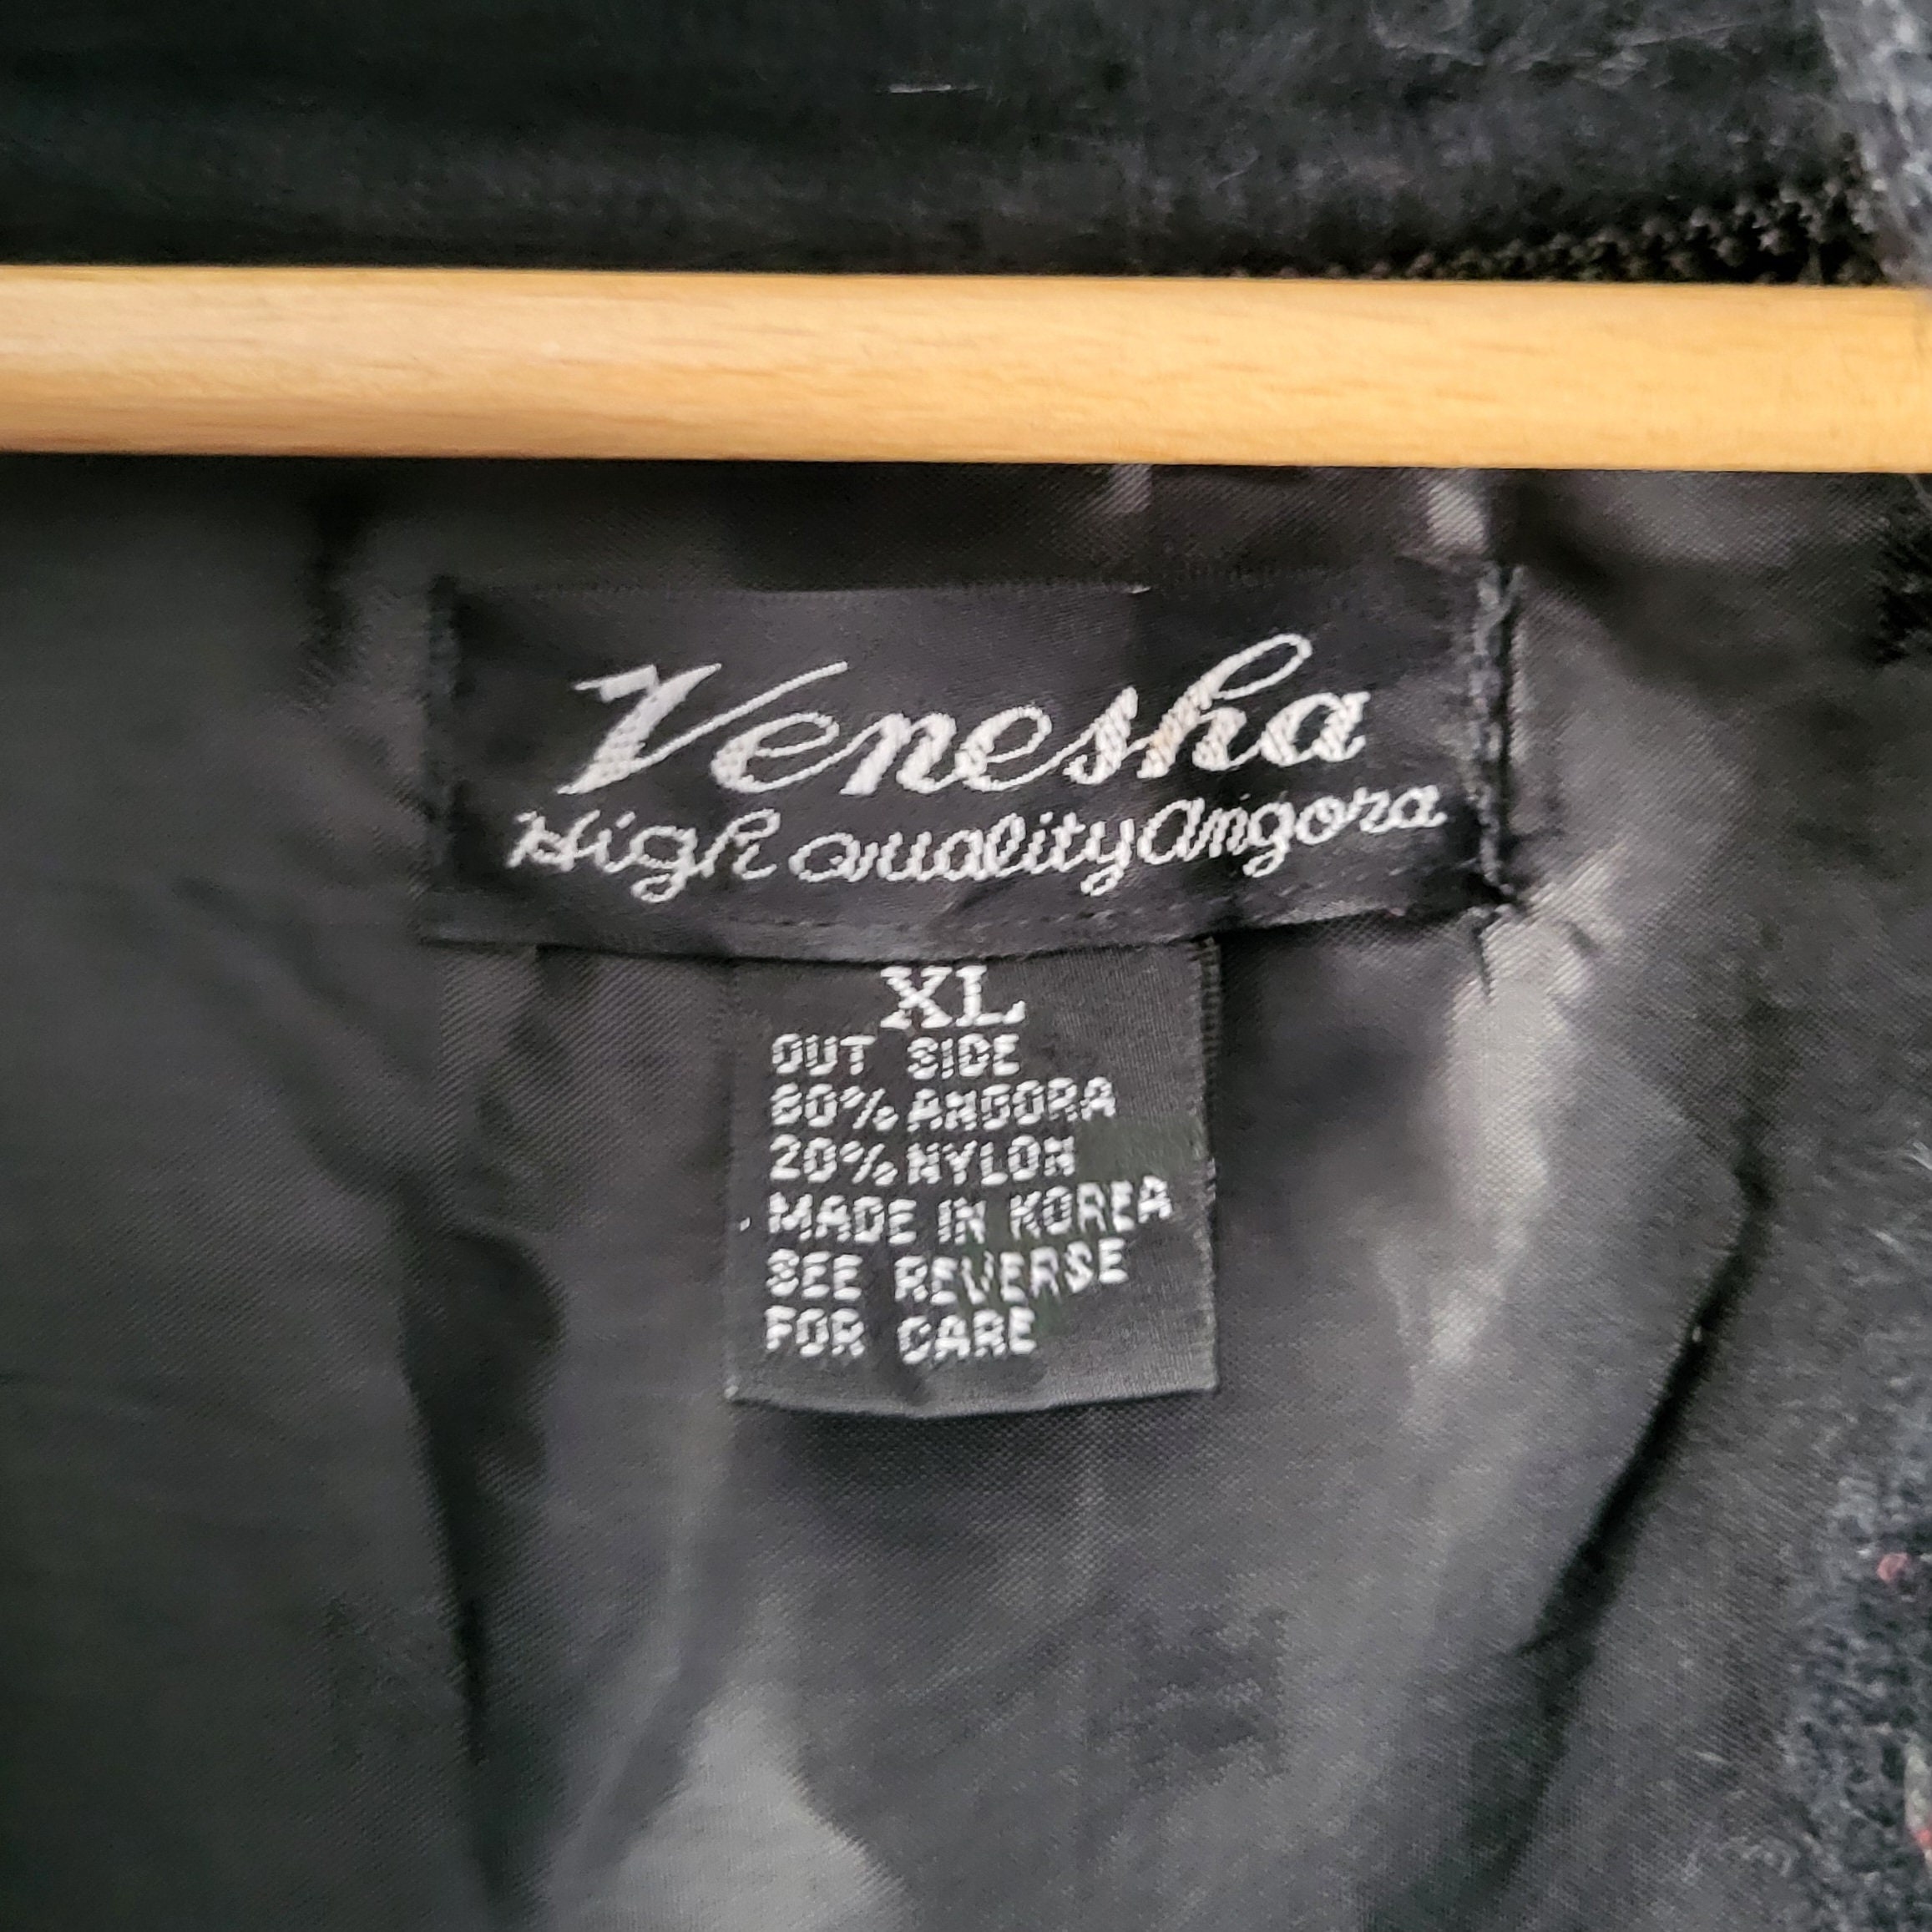 Venesha
High Quality Angora
XL
OUT SIDE
80% ANGORA
20% NYLON
MADE IN KOREA
SEE REVERSE
FOR CARE